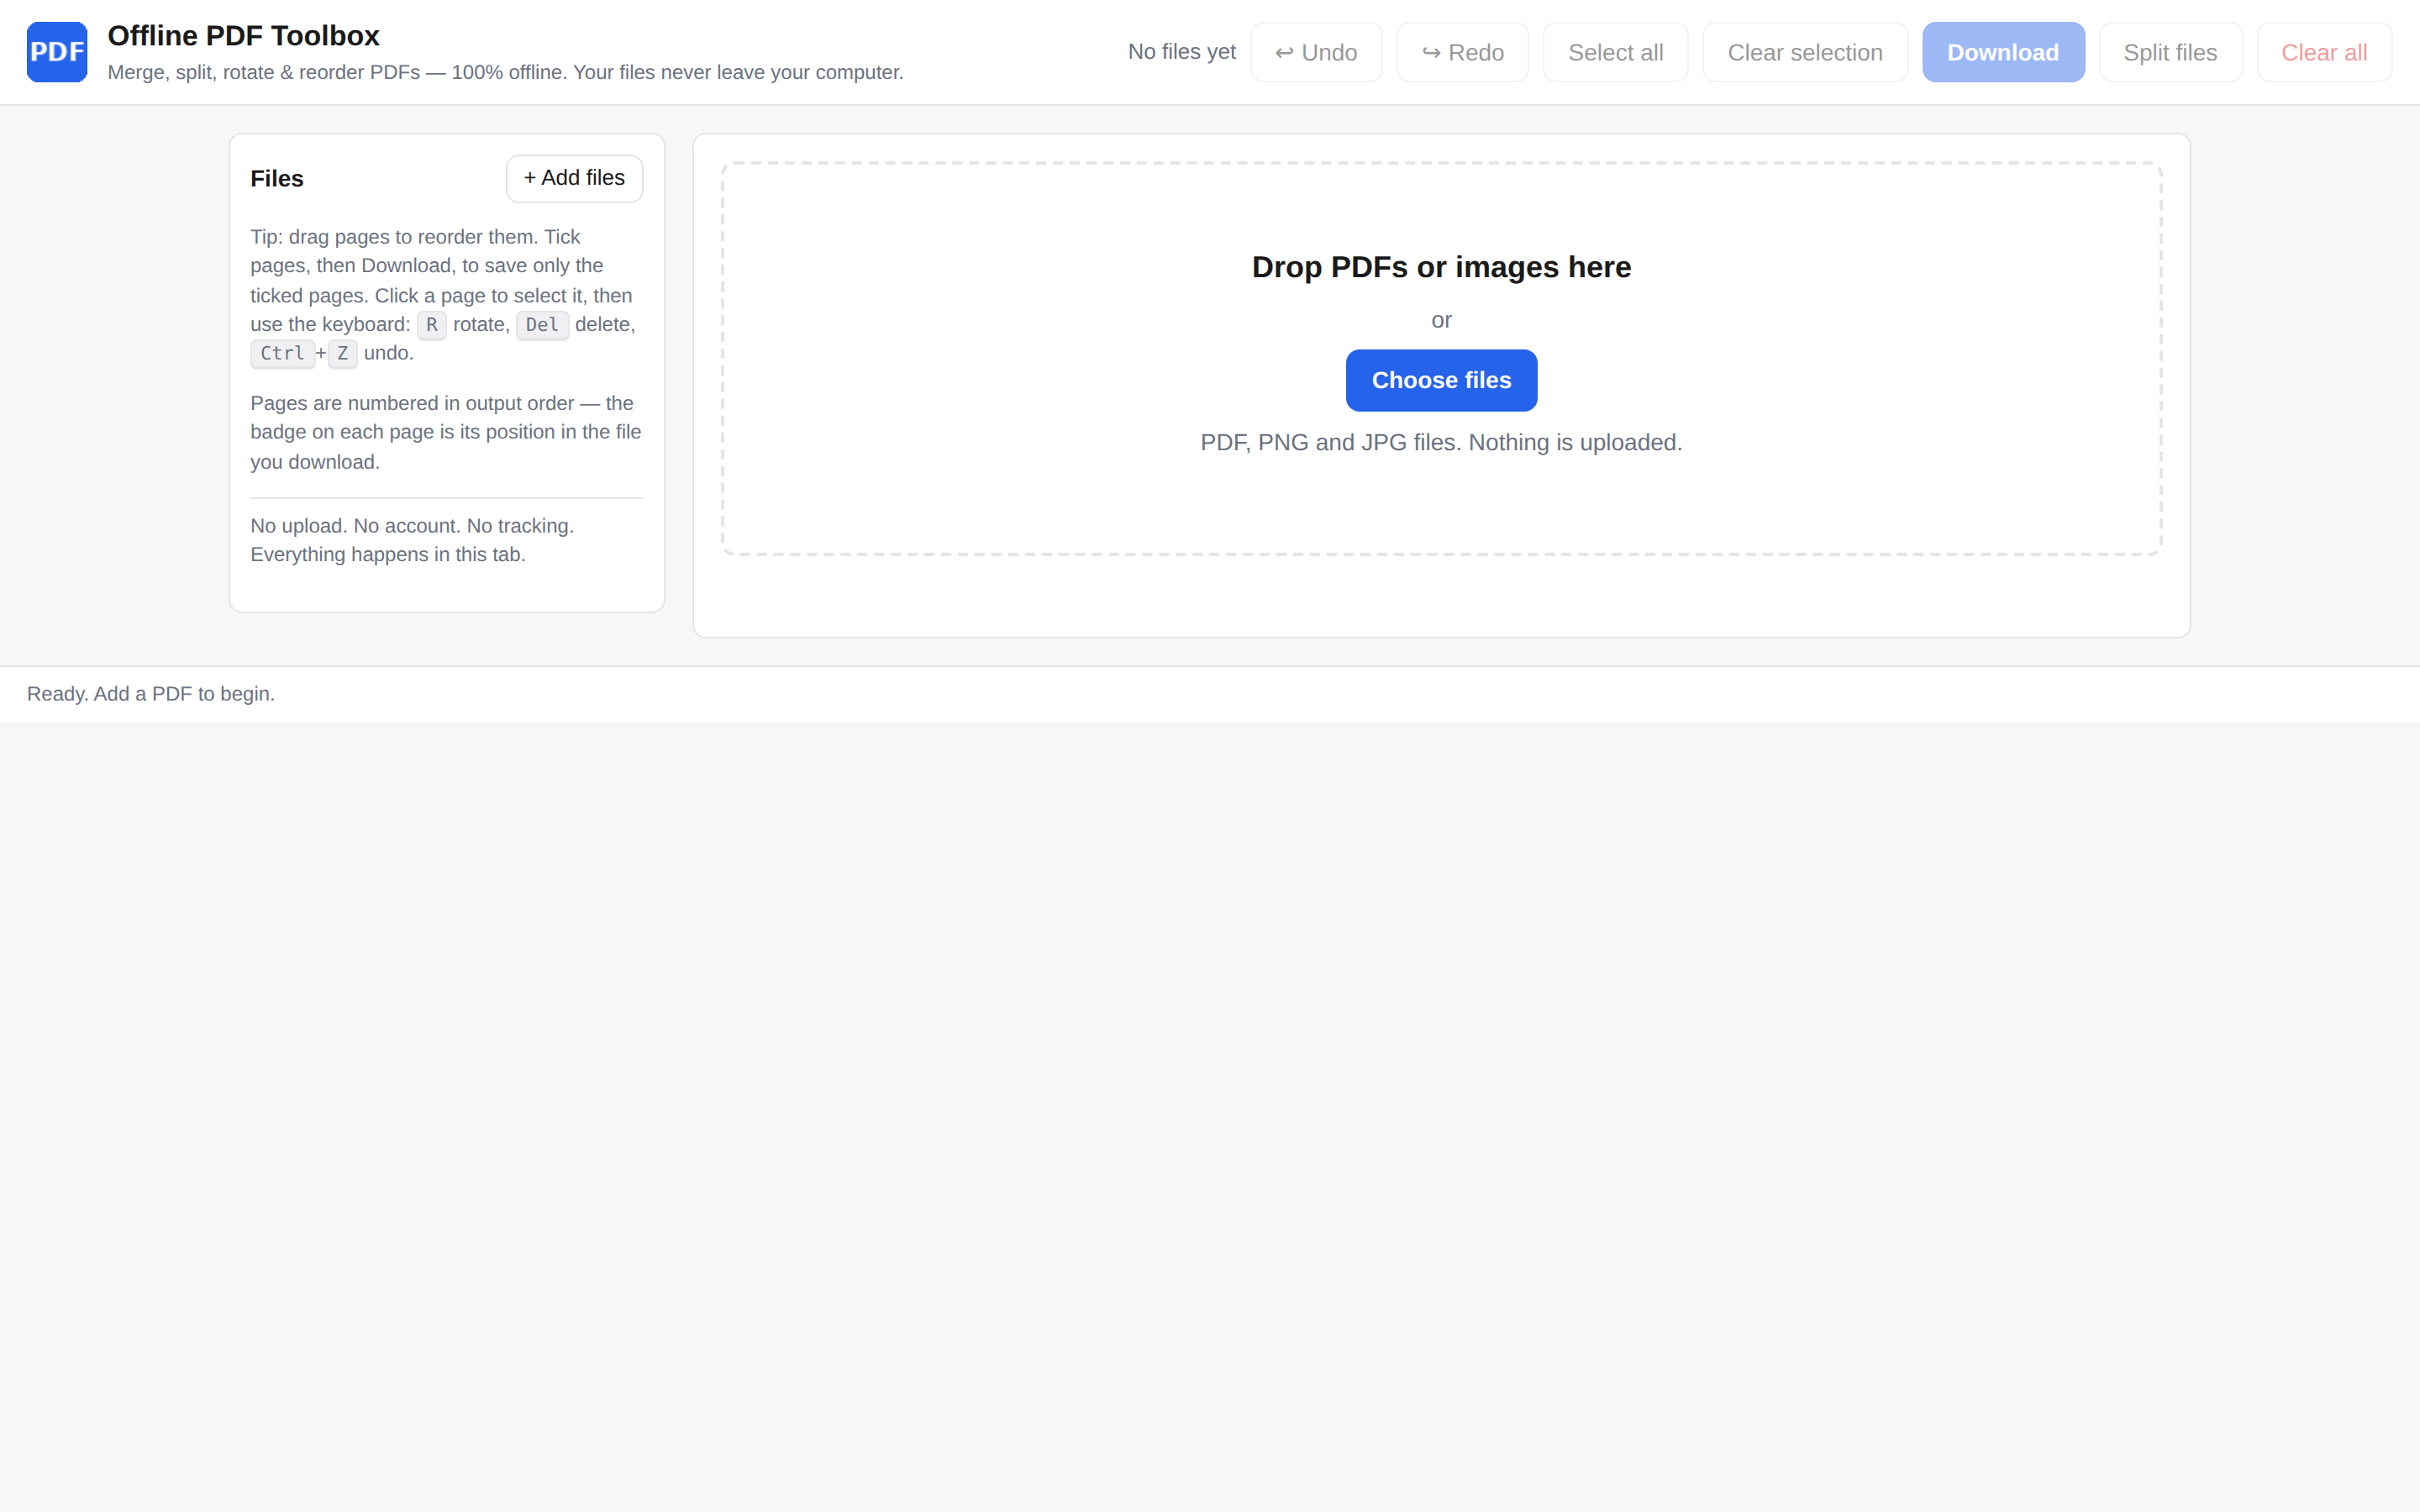 PDF
Offline PDF Toolbox
Merge, split, rotate & reorder PDFs — 100% offline. Your files never leave your computer.
No files yet
↩ Undo
↪ Redo
Select all
Clear selection
Download
Split files
Clear all
Files
+ Add files
Tip: drag pages to reorder them. Tick
pages, then Download, to save only the
ticked pages. Click a page to select it, then
use the keyboard: R rotate, Del delete,
Ctrl+Z undo.
Pages are numbered in output order — the
badge on each page is its position in the file
you download.
No upload. No account. No tracking.
Everything happens in this tab.
Drop PDFs or images here
or
Choose files
PDF, PNG and JPG files. Nothing is uploaded.
Ready. Add a PDF to begin.